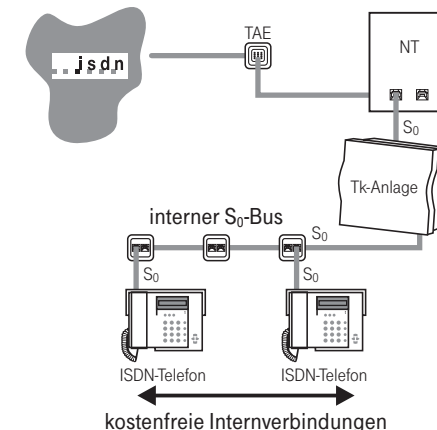 TAE
isdn
NT
S₀
Tk-Anlage
interner S₀-Bus
S₀
S₀
S₀
ISDN-Telefon
ISDN-Telefon
kostenfreie Internverbindungen